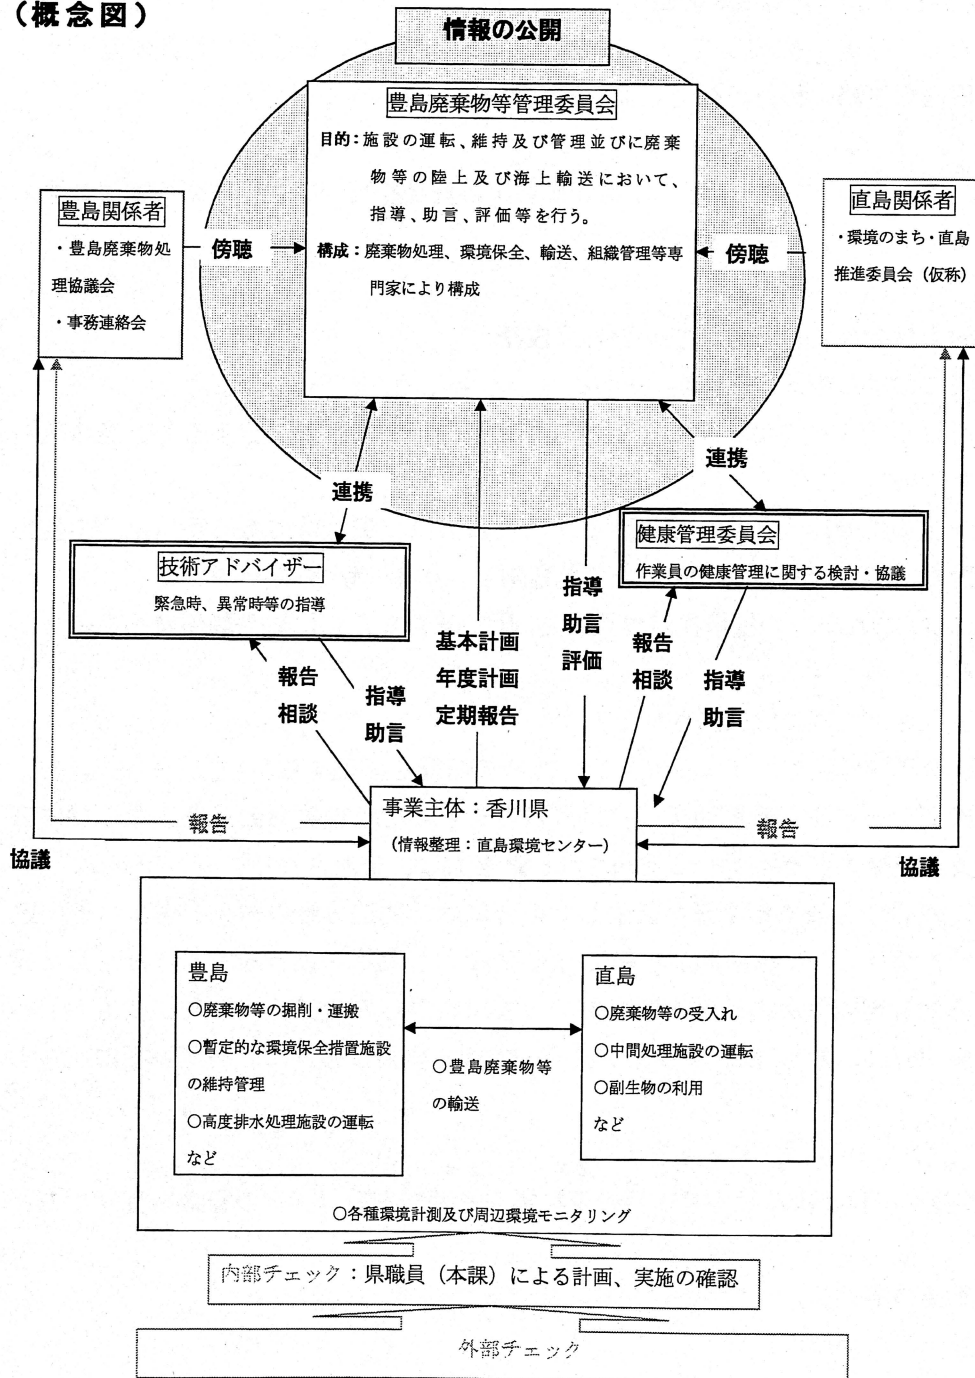 （概念図）
情報の公開
豊島廃棄物等管理委員会
目的：施設の運転、維持及び管理並びに廃棄
物等の陸上及び海上輸送において、
指導、助言、評価等を行う。
構成：廃棄物処理、環境保全、輸送、組織管理等専
門家により構成
豊島関係者
・豊島廃棄物処
理協議会
・事務連絡会
傍聴
傍聴
直島関係者
・環境のまち・直島
推進委員会（仮称）
連携
連携
技術アドバイザー
緊急時、異常時等の指導
健康管理委員会
作業員の健康管理に関する検討・協議
報告
相談
指導
助言
基本計画
年度計画
定期報告
指導
助言
評価
報告
相談
指導
助言
事業主体：香川県
（情報整理：直島環境センター）
報告
報告
協議
協議
豊島
○廃棄物等の掘削・運搬
○暫定的な環境保全措置施設
の維持管理
○高度排水処理施設の運転
など
○豊島廃棄物等
の輸送
直島
○廃棄物等の受入れ
○中間処理施設の運転
○副生物の利用
など
○各種環境計測及び周辺環境モニタリング
内部チェック：県職員（本課）による計画、実施の確認
外部チェック